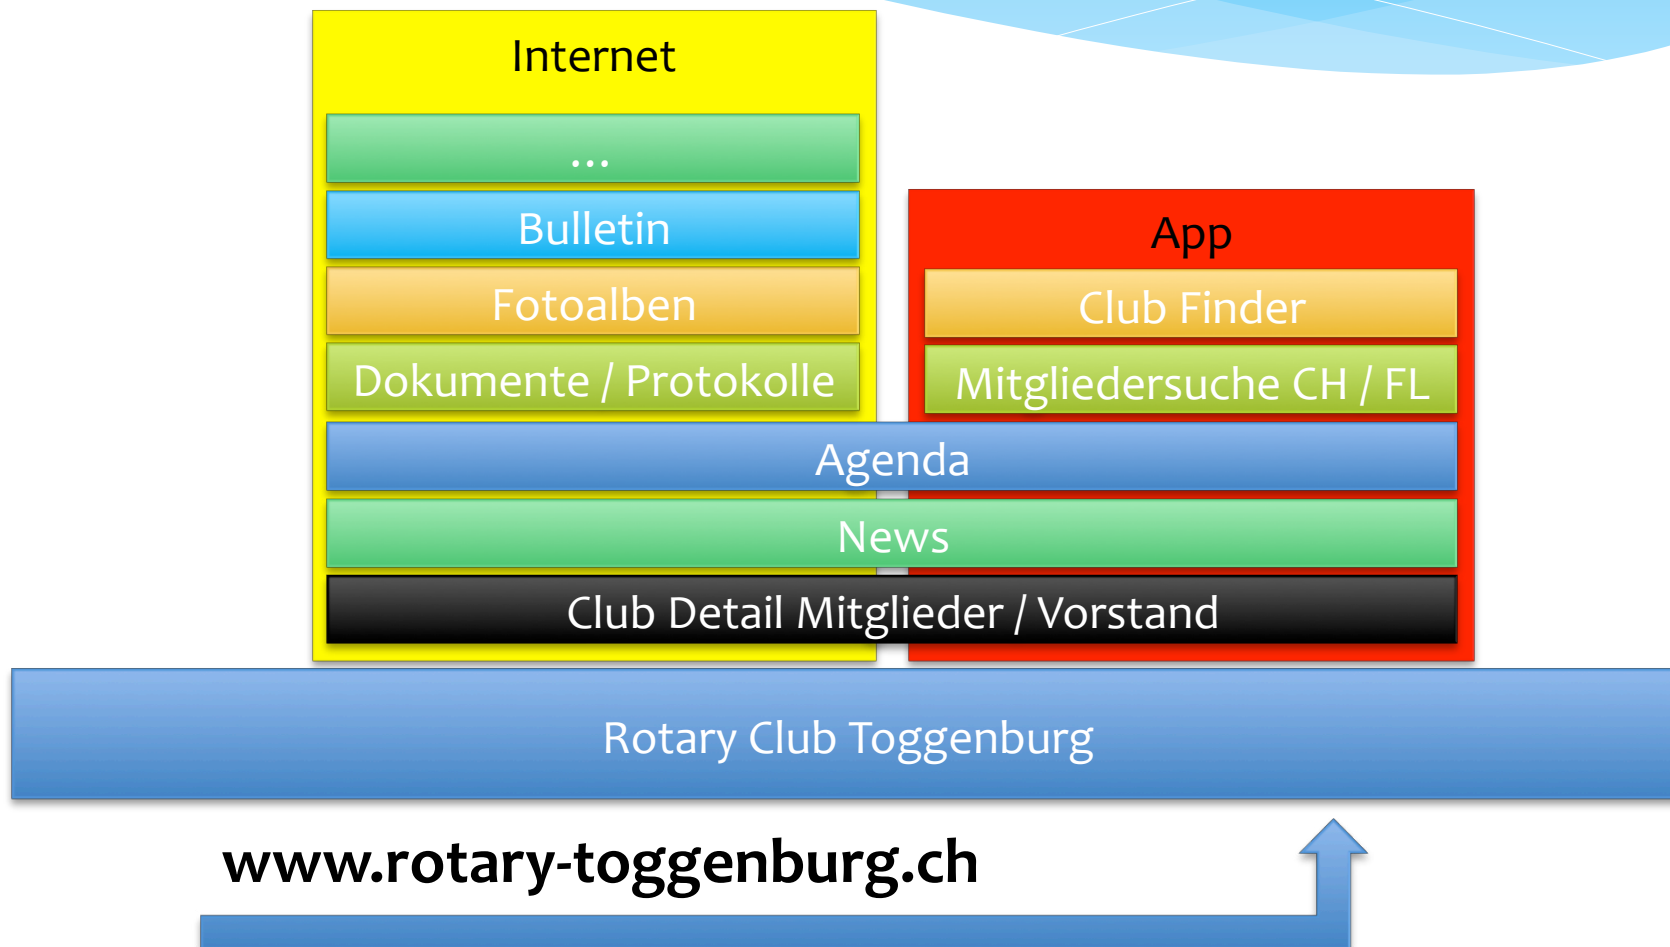 Internet
...
Bulletin
Fotoalben
Dokumente / Protokolle
App
Club Finder
Mitgliedersuche CH / FL
Agenda
News
Club Detail Mitglieder / Vorstand
Rotary Club Toggenburg
www.rotary-toggenburg.ch